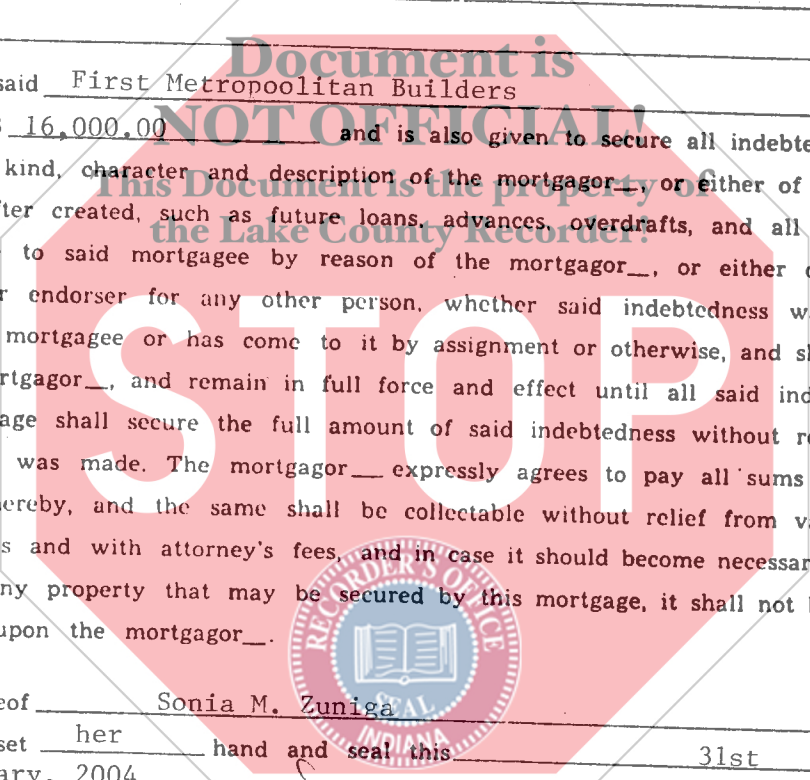 Document is
said First Metropoolitan Builders
NOT OFFICIAL!
16,000.00 and is also given to secure all indebte
kind, character and description of the mortgagor__, or either of
This Document is the property of
fter created, such as future loans, advances, overdrafts, and all
the Lake County Recorder!
to said mortgagee by reason of the mortgagor__, or either
r endorser for any other person, whether said indebtedness w
mortgagee or has come to it by assignment or otherwise, and s
rtgagor__, and remain in full force and effect until all said ind
STOP
age shall secure the full amount of said indebtedness without r
was made. The mortgagor__ expressly agrees to pay all sums
hereby, and the same shall be collectable without relief from v
s and with attorney's fees, and in case it should become necessar
ny property that may be secured by this mortgage, it shall not
upon the mortgagor__.
eof Sonia M. Zuniga
set her hand and seal this 31st
ary, 2004
RECORDER'S OFFICE
SEAL
INDIANA